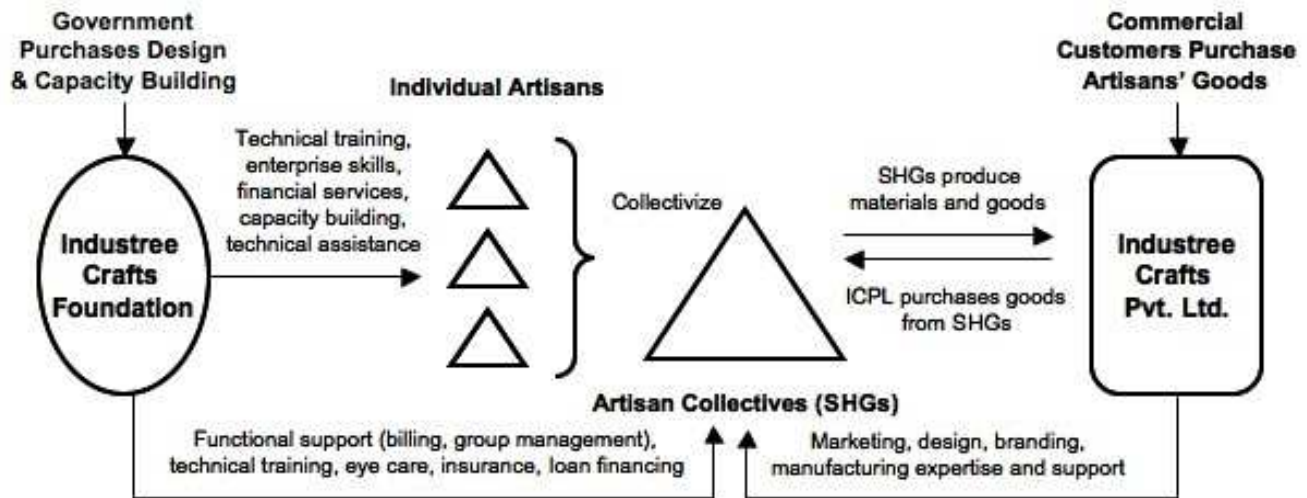 Government
Purchases Design
& Capacity Building
Individual Artisans
Commercial
Customers Purchase
Artisans' Goods
Technical training,
enterprise skills,
financial services,
capacity building,
technical assistance
Industree
Crafts
Foundation
Collectivize
SHGs produce
materials and goods
ICPL purchases goods
from SHGs
Industree
Crafts
Pvt. Ltd.
Artisan Collectives (SHGs)
Functional support (billing, group management),
technical training, eye care, insurance, loan financing
Marketing, design, branding,
manufacturing expertise and support